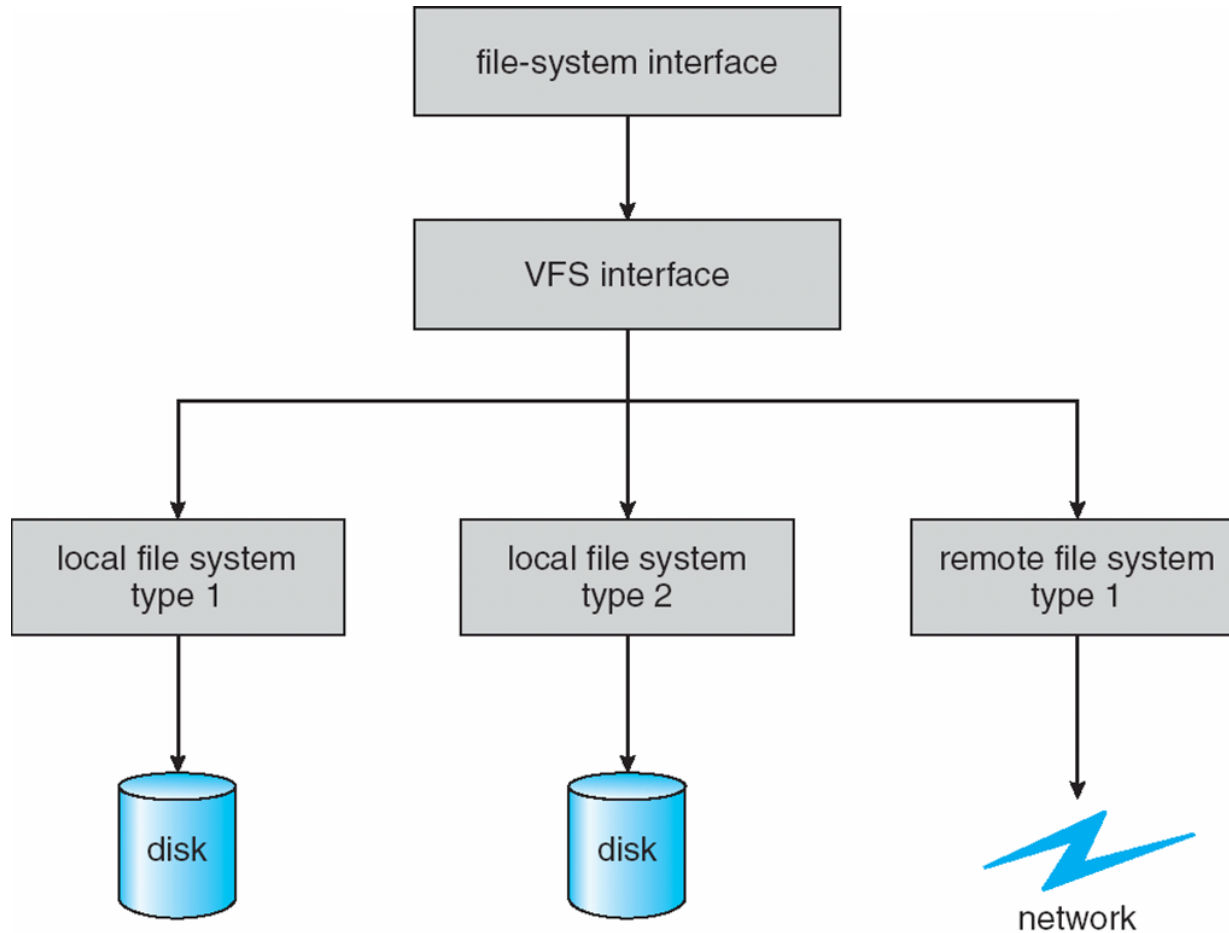 file-system interface
VFS interface
local file system
type 1
local file system
type 2
remote file system
type 1
disk
disk
network